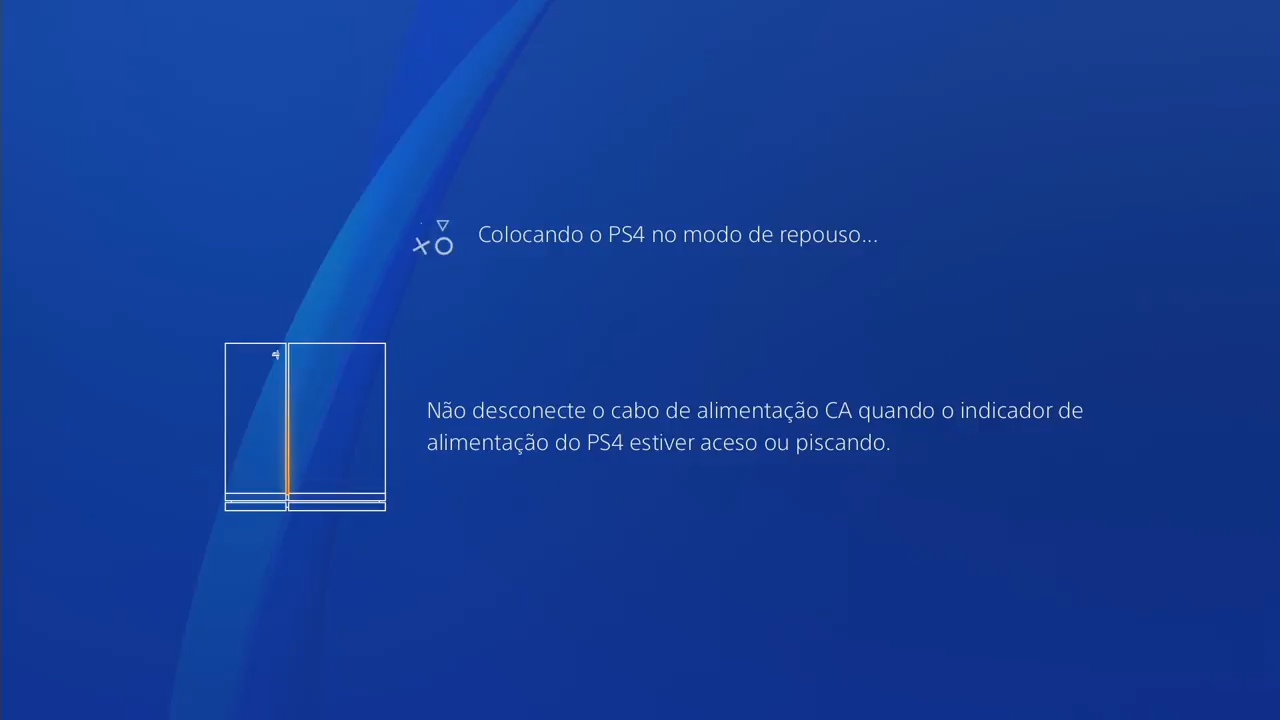 Colocando o PS4 no modo de repouso...
Não desconecte o cabo de alimentação CA quando o indicador de
alimentação do PS4 estiver aceso ou piscando.